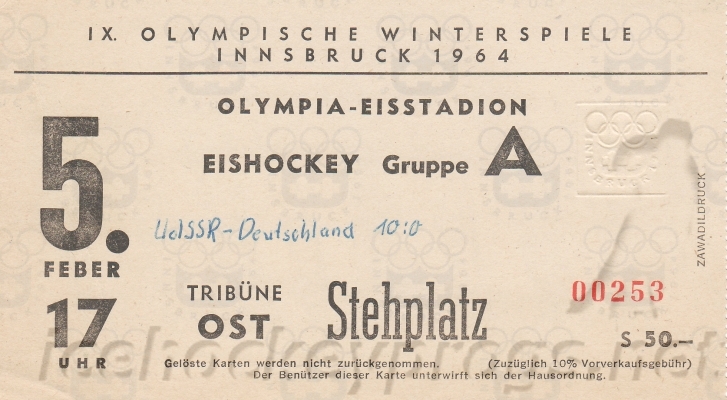 IX. OLYMPISCHE WINTERSPIELE
INNSBRUCK 1964
OLYMPIA-EISSTADION
5.
FEBER
17
UHR
EISHOCKEY Gruppe A
UdSSR-Deutschland 10:0
TRIBÜNE
OST
Stehplatz
00253
S 50.—
Gelöste Karten werden nicht zurückgenommen. (Zuzüglich 10% Vorverkaufsgebühr)
Der Benützer dieser Karte unterwirft sich der Hausordnung.
ZAWADILDRUCK
INNSBRUCK